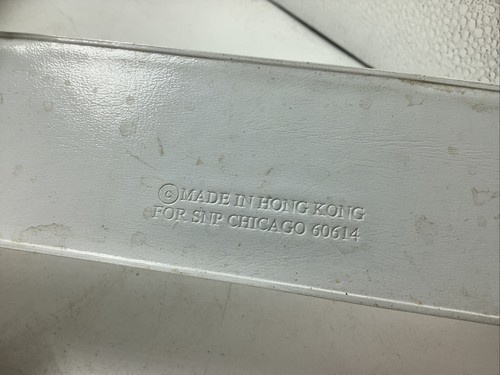 © MADE IN HONG KONG
FOR SNP CHICAGO 60614